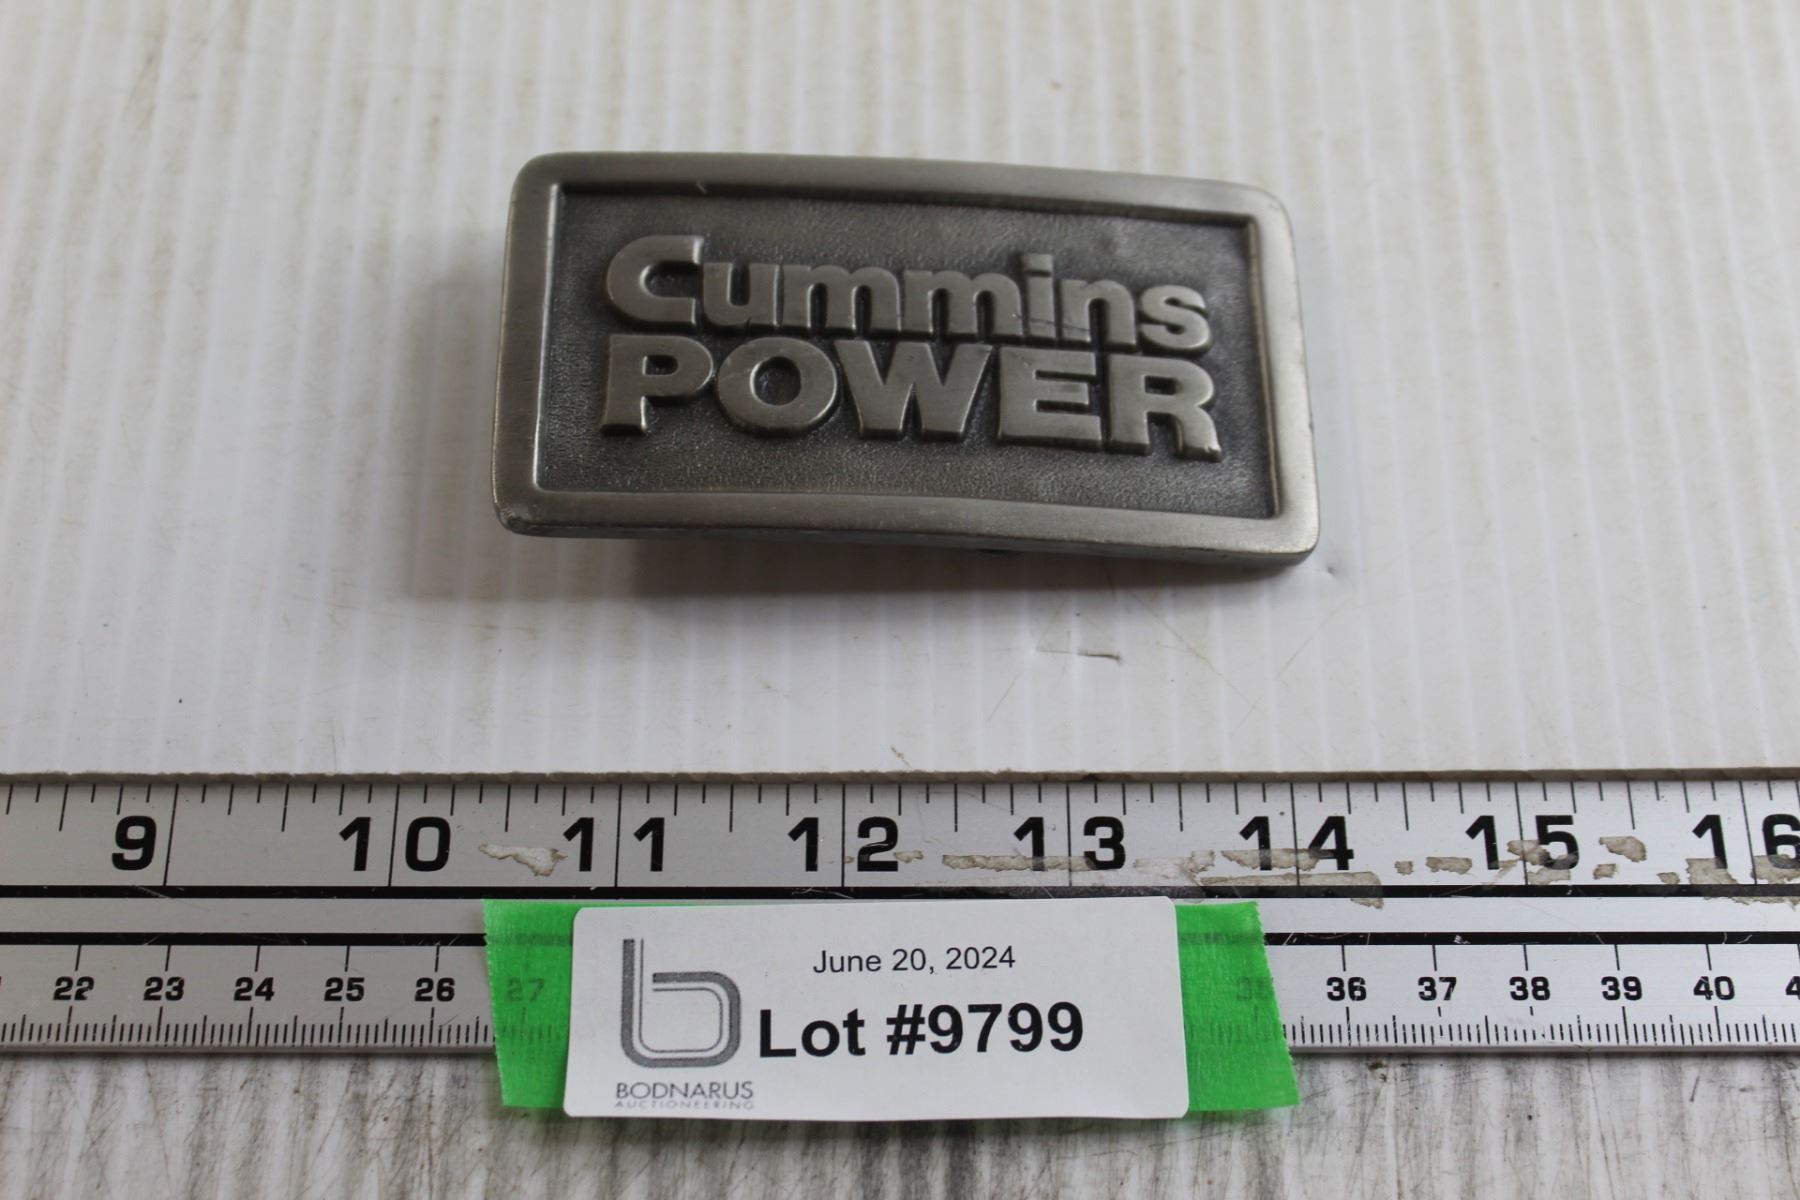 Cummins
POWER
9 10 11 12 13 14 15 16
22 23 24 25 26 27 35 36 37 38 39 40
June 20, 2024
Lot #9799
BODNARUS
AUCTIONEERING